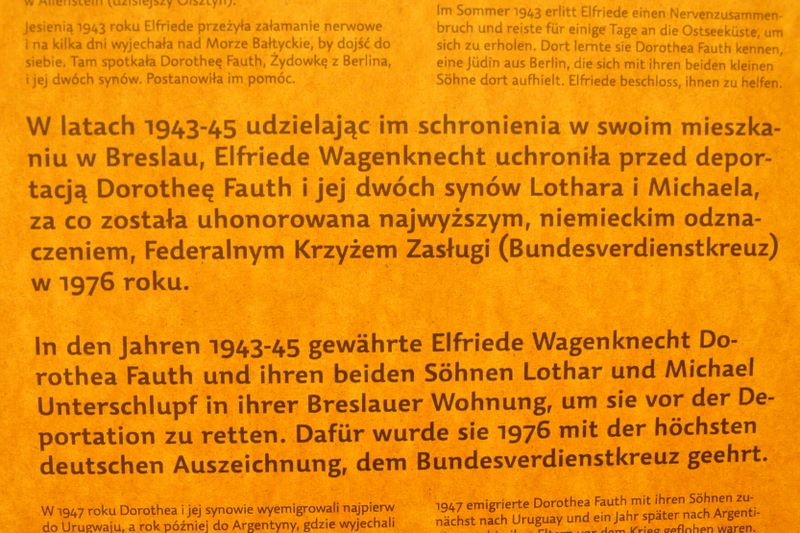 w Allenstein (dzisiejszy Olsztyn).
Jesienią 1943 roku Elfriede przeżyła załamanie nerwowe
i na kilka dni wyjechała nad Morze Bałtyckie, by dojść do
siebie. Tam spotkała Dorotheę Fauth, Żydowkę z Berlina,
i jej dwóch synów. Postanowiła im pomóc.
Im Sommer 1943 erlitt Elfriede einen Nervenzusammen-
bruch und reiste für einige Tage an die Ostseeküste, um
sich zu erholen. Dort lernte sie Dorothea Fauth kennen,
eine Jüdin aus Berlin, die sich mit ihren beiden kleinen
Söhne dort aufhielt. Elfriede beschloss, ihnen zu helfen.
W latach 1943-45 udzielając im schronienia w swoim mieszka-
niu w Breslau, Elfriede Wagenknecht uchroniła przed depor-
tacją Dorotheę Fauth i jej dwóch synów Lothara i Michaela,
za co została uhonorowana najwyższym, niemieckim odzna-
czeniem, Federalnym Krzyżem Zasługi (Bundesverdienstkreuz)
w 1976 roku.
In den Jahren 1943-45 gewährte Elfriede Wagenknecht Do-
rothea Fauth und ihren beiden Söhnen Lothar und Michael
Unterschlupf in ihrer Breslauer Wohnung, um sie vor der De-
portation zu retten. Dafür wurde sie 1976 mit der höchsten
deutschen Auszeichnung, dem Bundesverdienstkreuz geehrt.
W 1947 roku Dorothea i jej synowie wyemigrowali najpierw
do Urugwaju, a rok później do Argentyny, gdzie wyjechali
1947 emigrierte Dorothea Fauth mit ihren Söhnen zu-
nächst nach Uruguay und ein Jahr später nach Argenti-
vor dem Krieg geflohen waren.